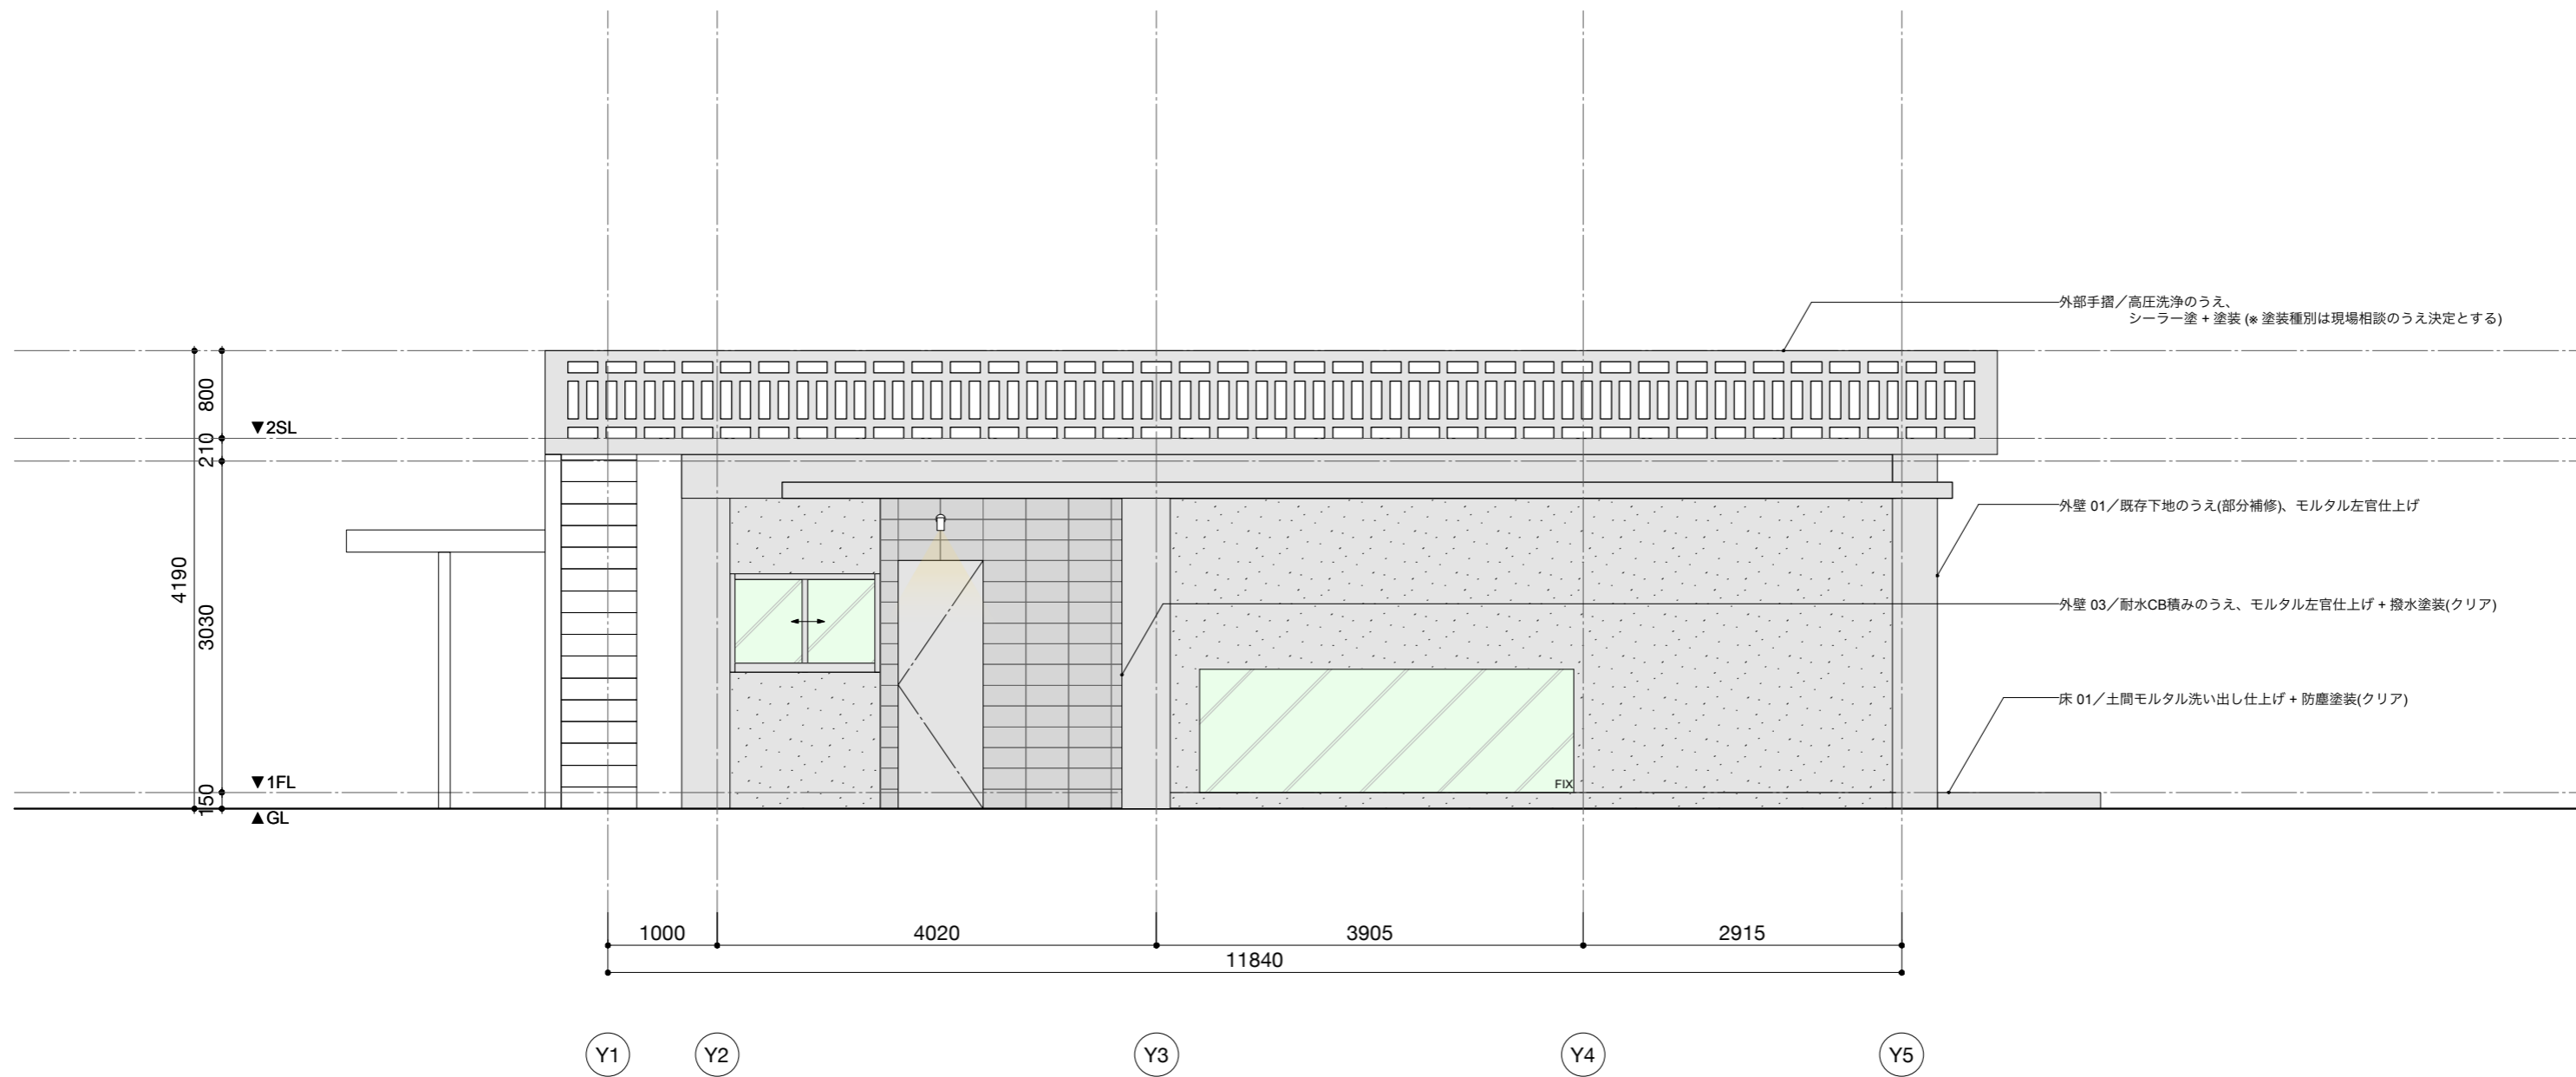 外部手摺／高圧洗浄のうえ、
シーラー塗 + 塗装 (※ 塗装種別は現場相談のうえ決定とする)
800
▼2SL
210
外壁 01／既存下地のうえ(部分補修)、モルタル左官仕上げ
4190
3030
外壁 03／耐水CB積みのうえ、モルタル左官仕上げ + 撥水塗装(クリア)
床 01／土間モルタル洗い出し仕上げ + 防塵塗装(クリア)
▼1FL
FIX
150
▲GL
1000
4020
3905
2915
11840
Y1
Y2
Y3
Y4
Y5